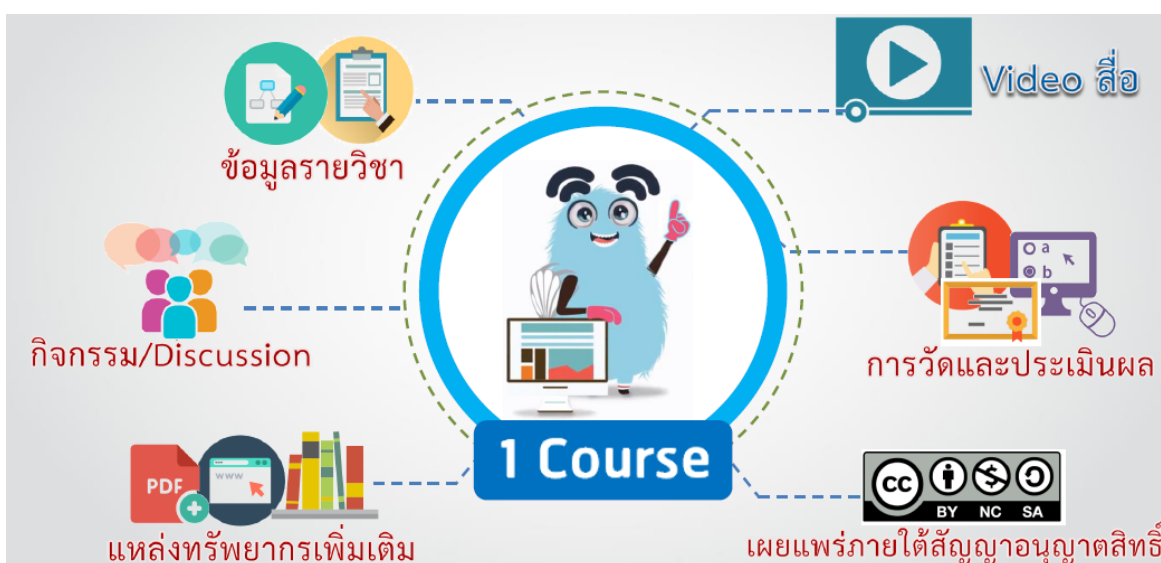 Video สื่อ
ข้อมูลรายวิชา
a
b
กิจกรรม/Discussion
การวัดและประเมินผล
1 Course
PDF
www
cc
BY NC SA
แหล่งทรัพยากรเพิ่มเติม
เผยแพร่ภายใต้สัญญาอนุญาตสิทธิ์